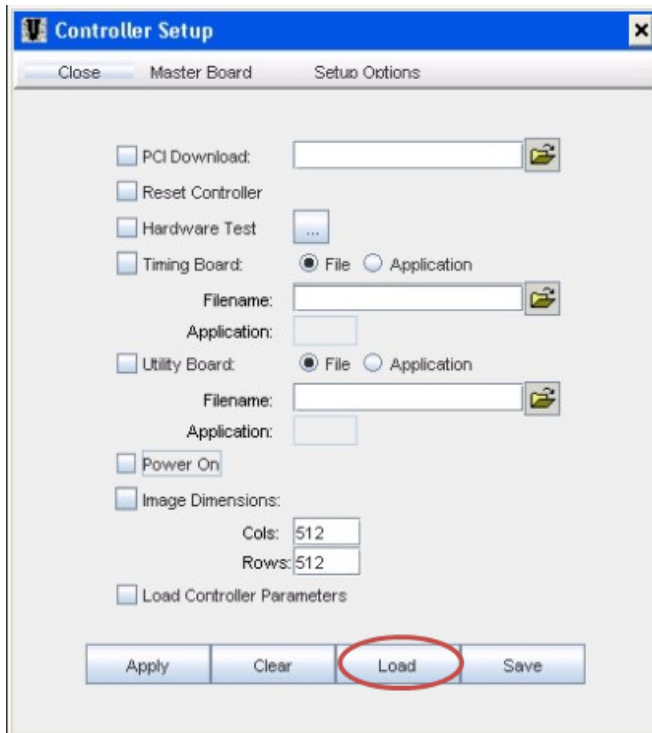 Controller Setup
Close Master Board Setup Options
PCI Download:
Reset Controller
Hardware Test ...
Timing Board: File Application
Filename:
Application:
Utility Board: File Application
Filename:
Application:
Power On
Image Dimensions:
Cols: 512
Rows: 512
Load Controller Parameters
Apply Clear Load Save